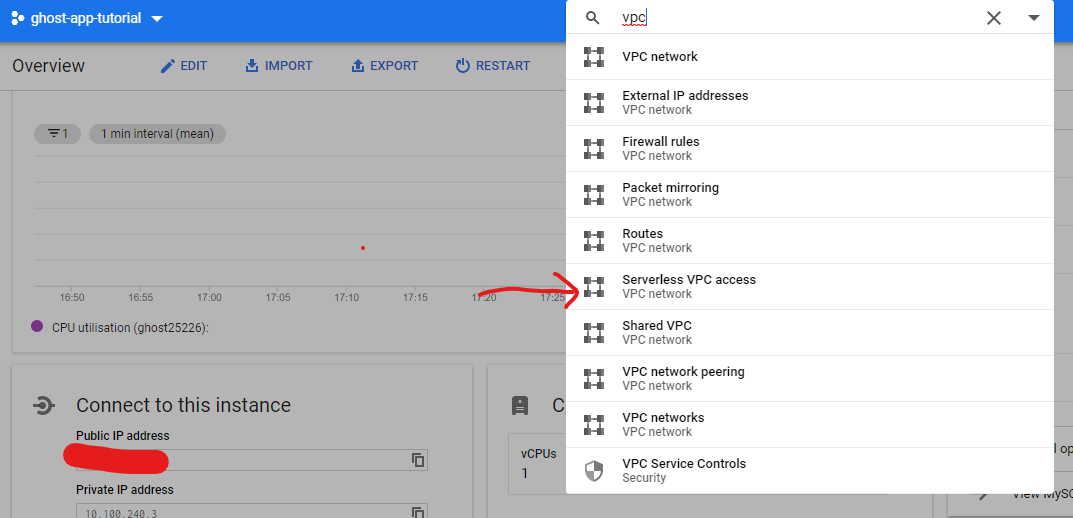 ghost-app-tutorial
vpc
Overview
EDIT
IMPORT
EXPORT
RESTART
1
1 min interval (mean)
16:50
16:55
17:00
17:05
17:10
17:15
17:20
17:25
CPU utilisation (ghost25226):
Connect to this instance
Public IP address
Private IP address
10.100.240.3
C
vCPUs
1
VPC network
External IP addresses
VPC network
Firewall rules
VPC network
Packet mirroring
VPC network
Routes
VPC network
Serverless VPC access
VPC network
Shared VPC
VPC network
VPC network peering
VPC network
VPC networks
VPC network
VPC Service Controls
Security